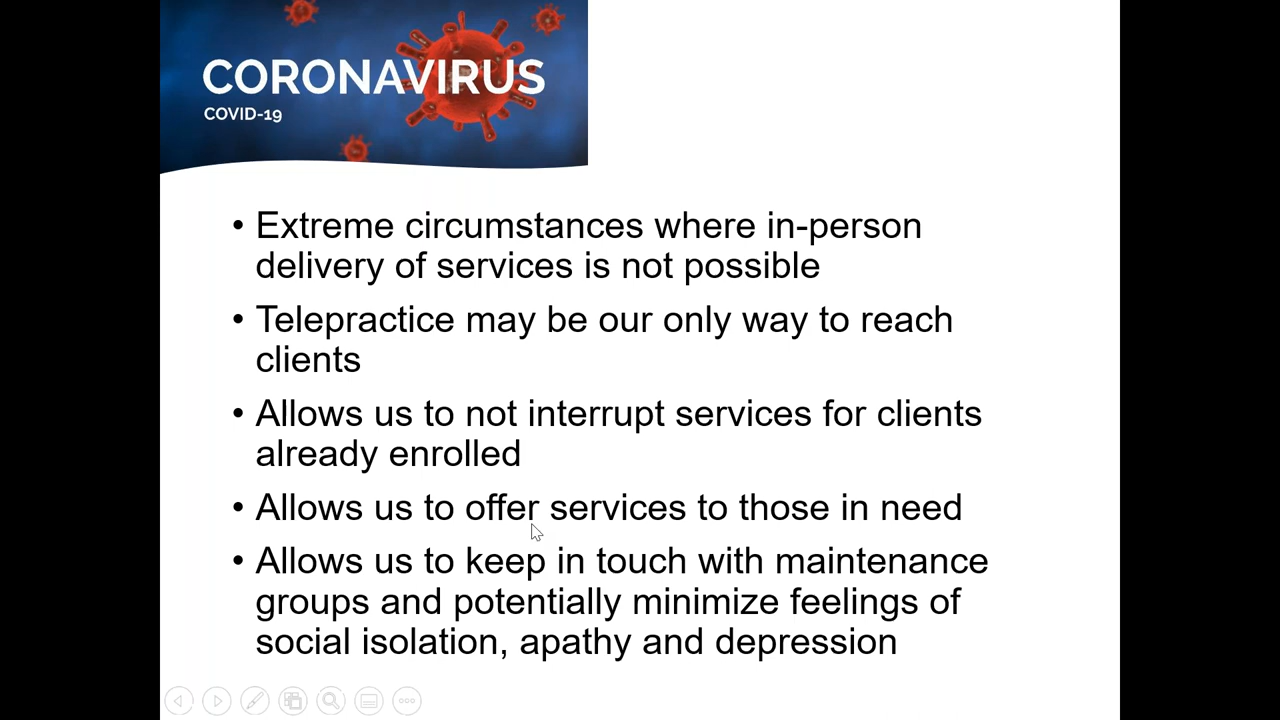 CORONAVIRUS
COVID-19
• Extreme circumstances where in-person
delivery of services is not possible
• Telepractice may be our only way to reach
clients
• Allows us to not interrupt services for clients
already enrolled
• Allows us to offer services to those in need
• Allows us to keep in touch with maintenance
groups and potentially minimize feelings of
social isolation, apathy and depression